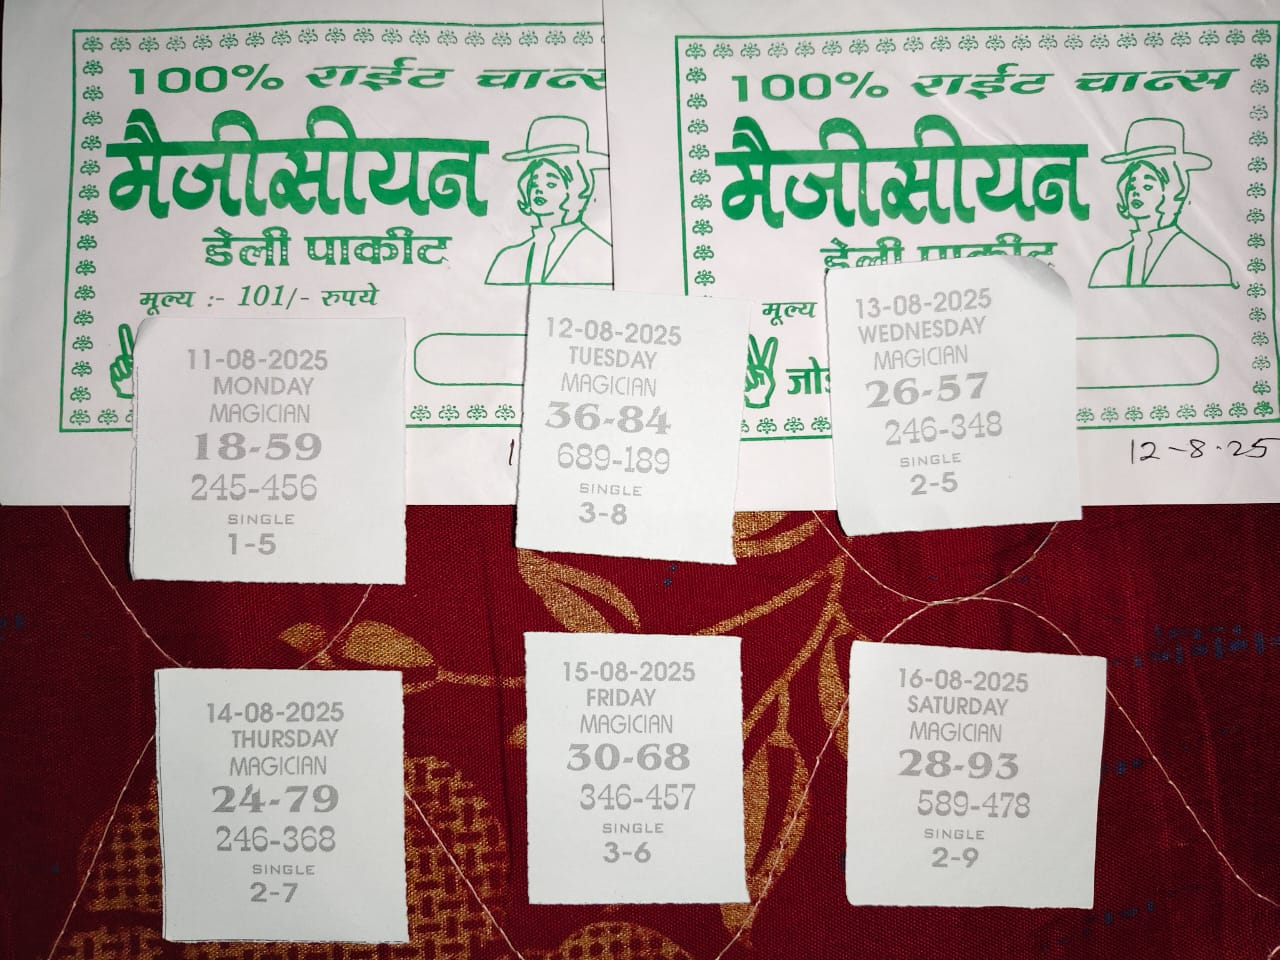 100% राईट चान्स
मैजीसीयन
डेली पाकीट
मूल्य :- 101/- रुपये
100% राईट चान्स
मैजीसीयन
डेली पाकीट
मूल्य
12-8.25
11-08-2025
MONDAY
MAGICIAN
18-59
245-456
SINGLE
1-5
12-08-2025
TUESDAY
MAGICIAN
36-84
689-189
SINGLE
3-8
13-08-2025
WEDNESDAY
MAGICIAN
26-57
246-348
SINGLE
2-5
14-08-2025
THURSDAY
MAGICIAN
24-79
246-368
SINGLE
2-7
15-08-2025
FRIDAY
MAGICIAN
30-68
346-457
SINGLE
3-6
16-08-2025
SATURDAY
MAGICIAN
28-93
589-478
SINGLE
2-9